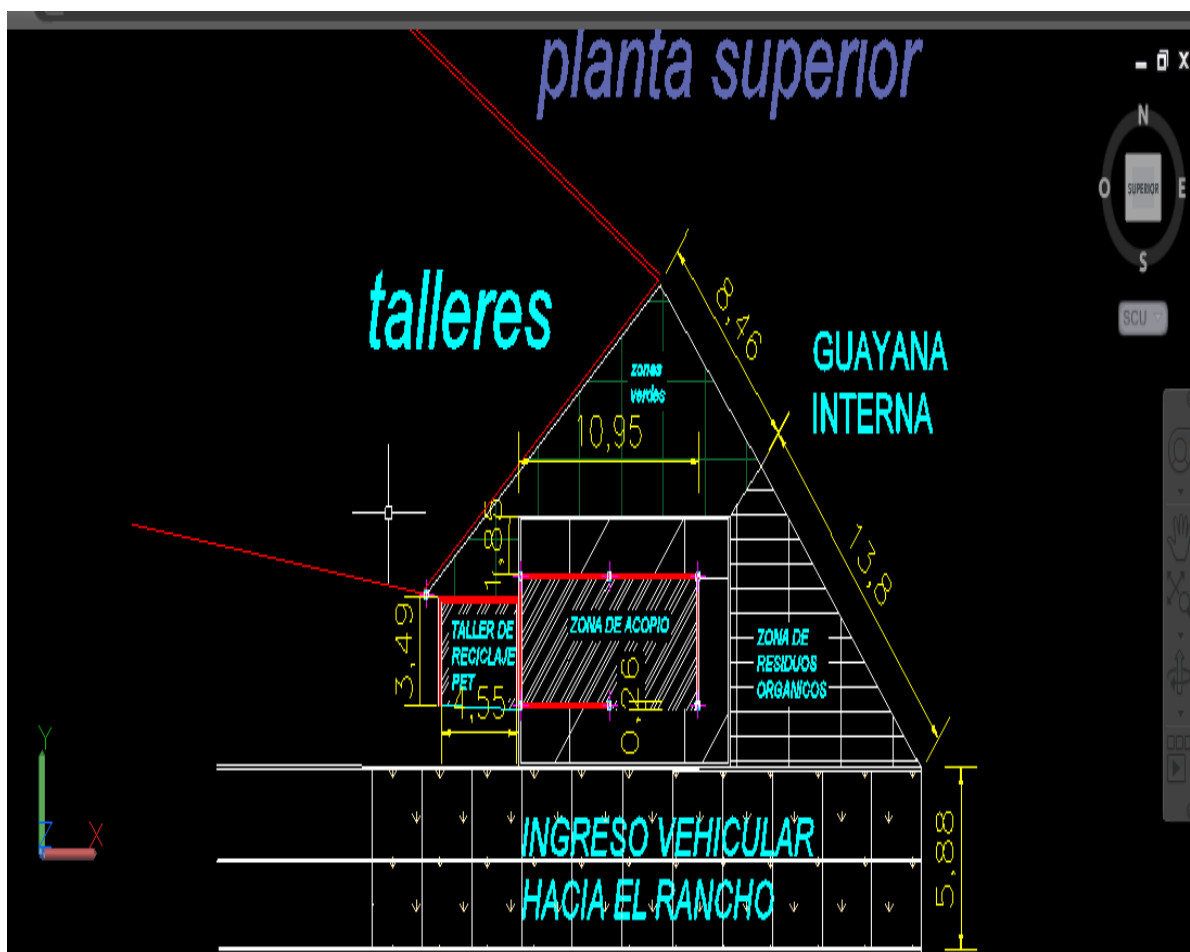 planta superior
N
O
SUPERIOR
E
S
SCU
talleres
8,46
GUAYANA
INTERNA
zonas
verdes
10,95
1,85
13,8
3,49
TALLER DE
RECICLAJE
PET
ZONA DE ACOPIO
ZONA DE
RESIDUOS
ORGANICOS
4,55
0,26
Y
Z
X
INGRESO VEHICULAR
HACIA EL RANCHO
5,88